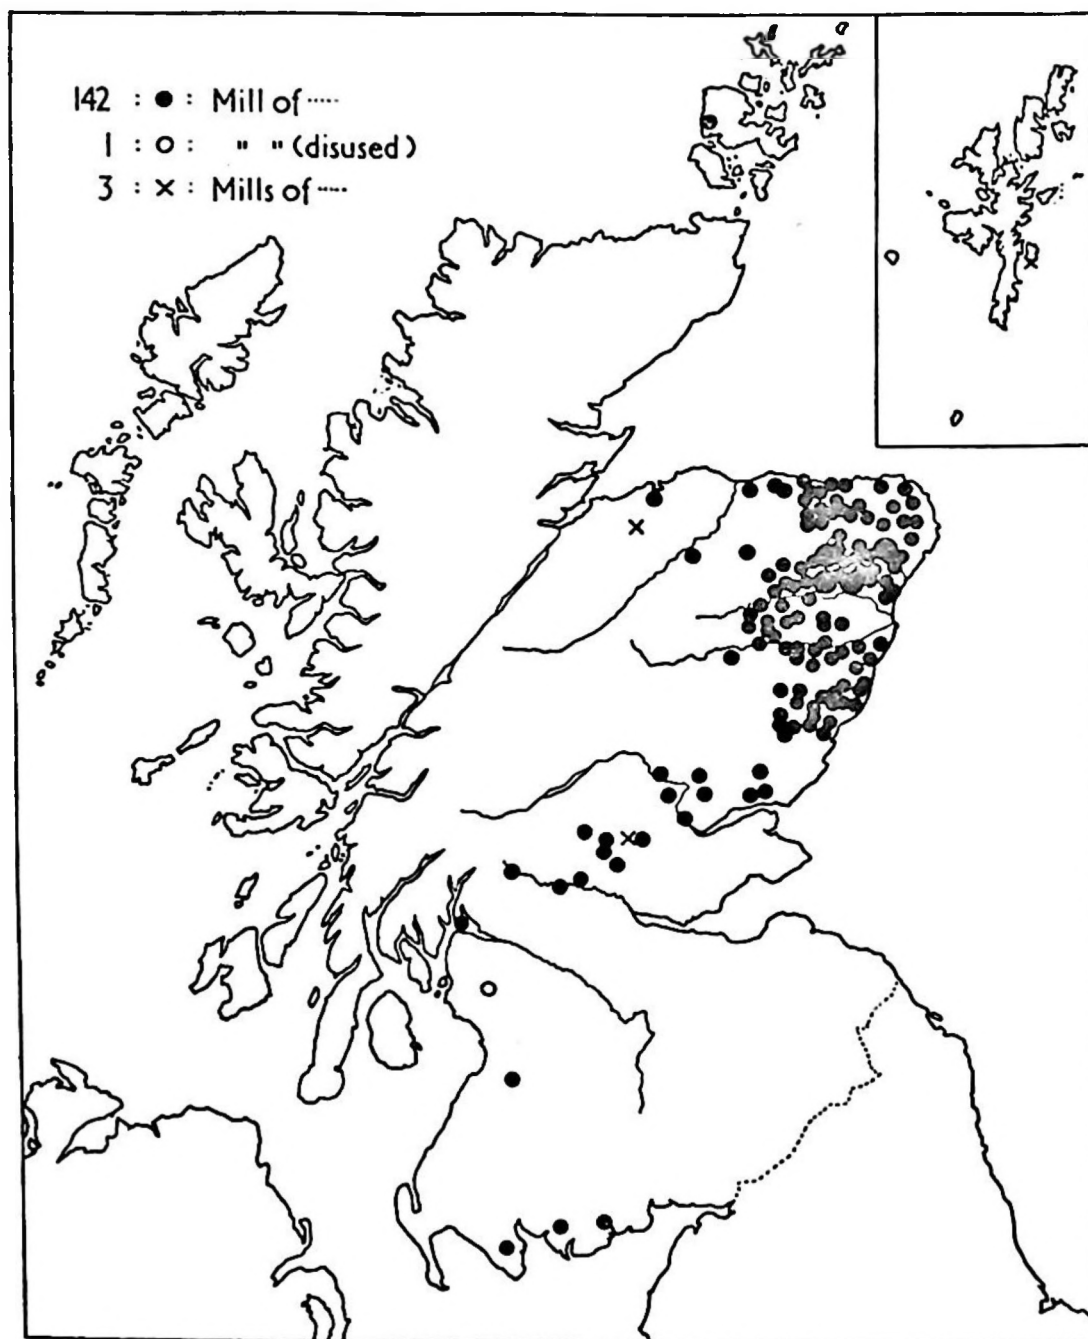 142 : ● : Mill of ·····
1 : ○ : " " (disused)
3 : × : Mills of ·····